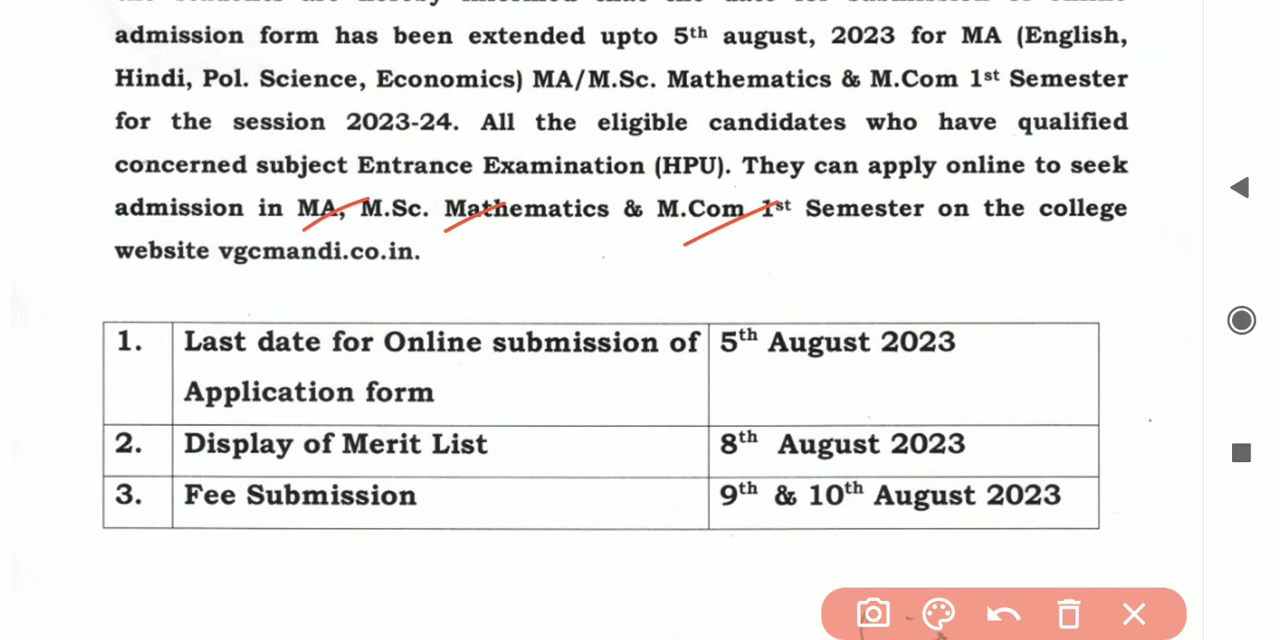 admission form has been extended upto 5th august, 2023 for MA (English,
Hindi, Pol. Science, Economics) MA/M.Sc. Mathematics & M.Com 1st Semester
for the session 2023-24. All the eligible candidates who have qualified
concerned subject Entrance Examination (HPU). They can apply online to seek
admission in MA, M.Sc. Mathematics & M.Com 1st Semester on the college
website vgcmandi.co.in.
1. Last date for Online submission of 5th August 2023
Application form
2. Display of Merit List 8th August 2023
3. Fee Submission 9th & 10th August 2023